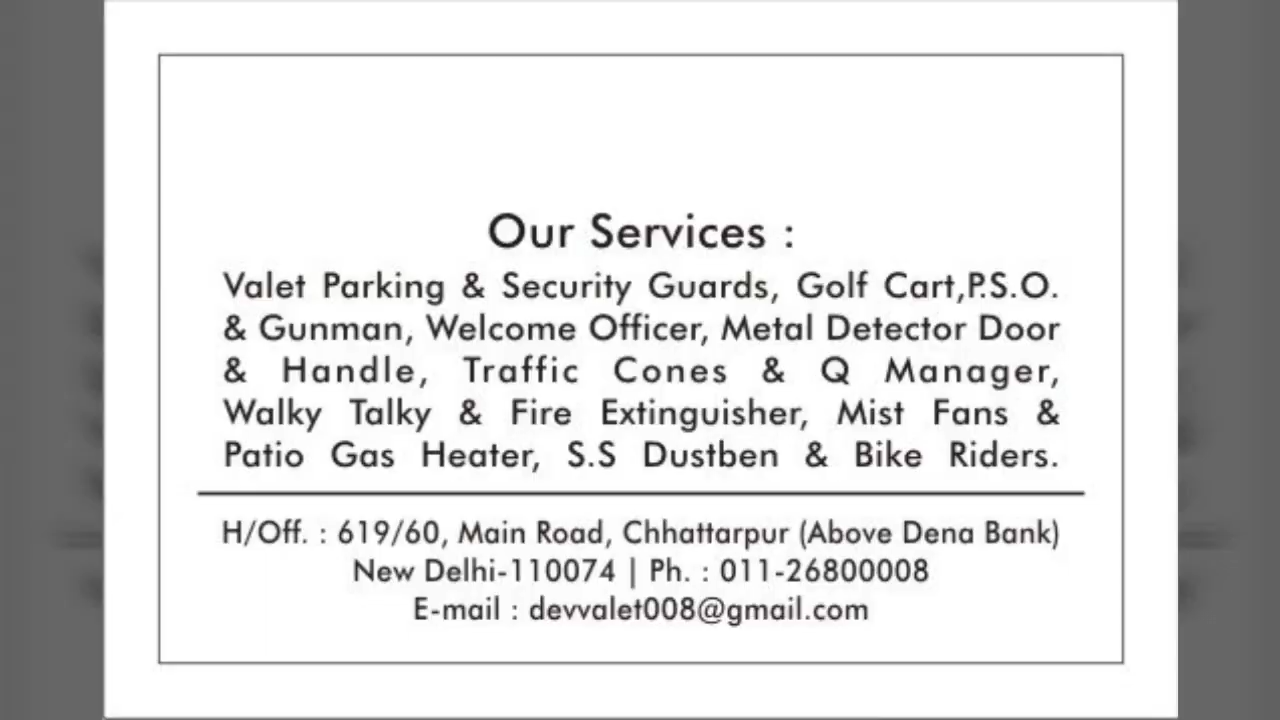 Our Services :
Valet Parking & Security Guards, Golf Cart,P.S.O.
& Gunman, Welcome Officer, Metal Detector Door
& Handle, Traffic Cones & Q Manager,
Walky Talky & Fire Extinguisher, Mist Fans &
Patio Gas Heater, S.S Dustben & Bike Riders.
H/Off. : 619/60, Main Road, Chhattarpur (Above Dena Bank)
New Delhi-110074 | Ph. : 011-26800008
E-mail : devvalet008@gmail.com